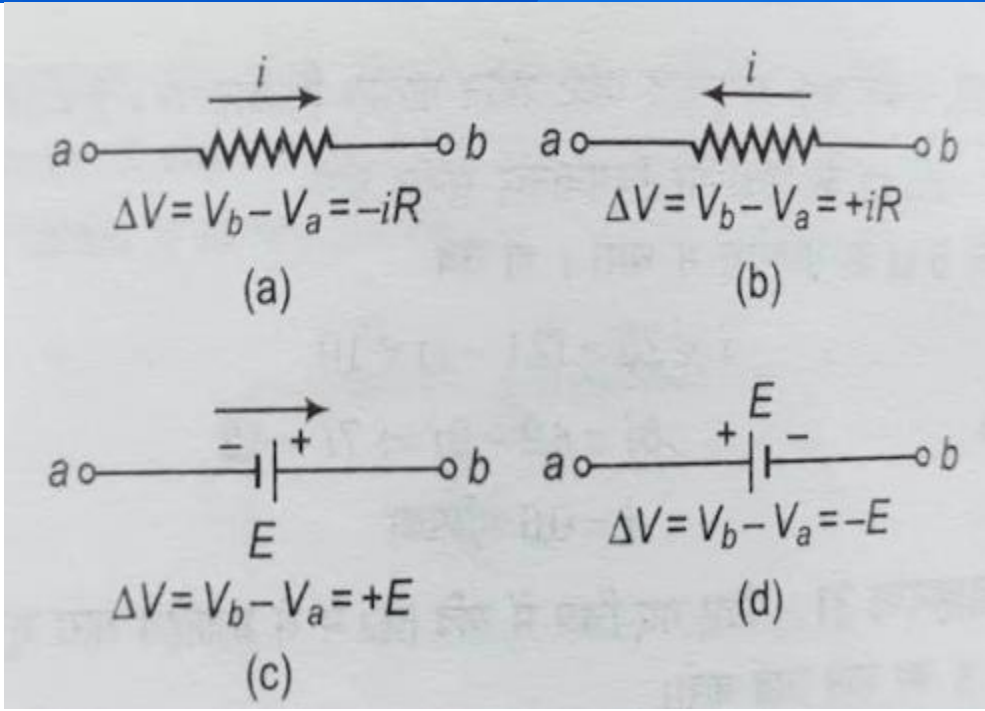 i
a b
ΔV = V_b – V_a = –iR
(a)
i
a b
ΔV = V_b – V_a = +iR
(b)
– +
a b
E
ΔV = V_b – V_a = +E
(c)
E
+ –
a b
ΔV = V_b – V_a = –E
(d)